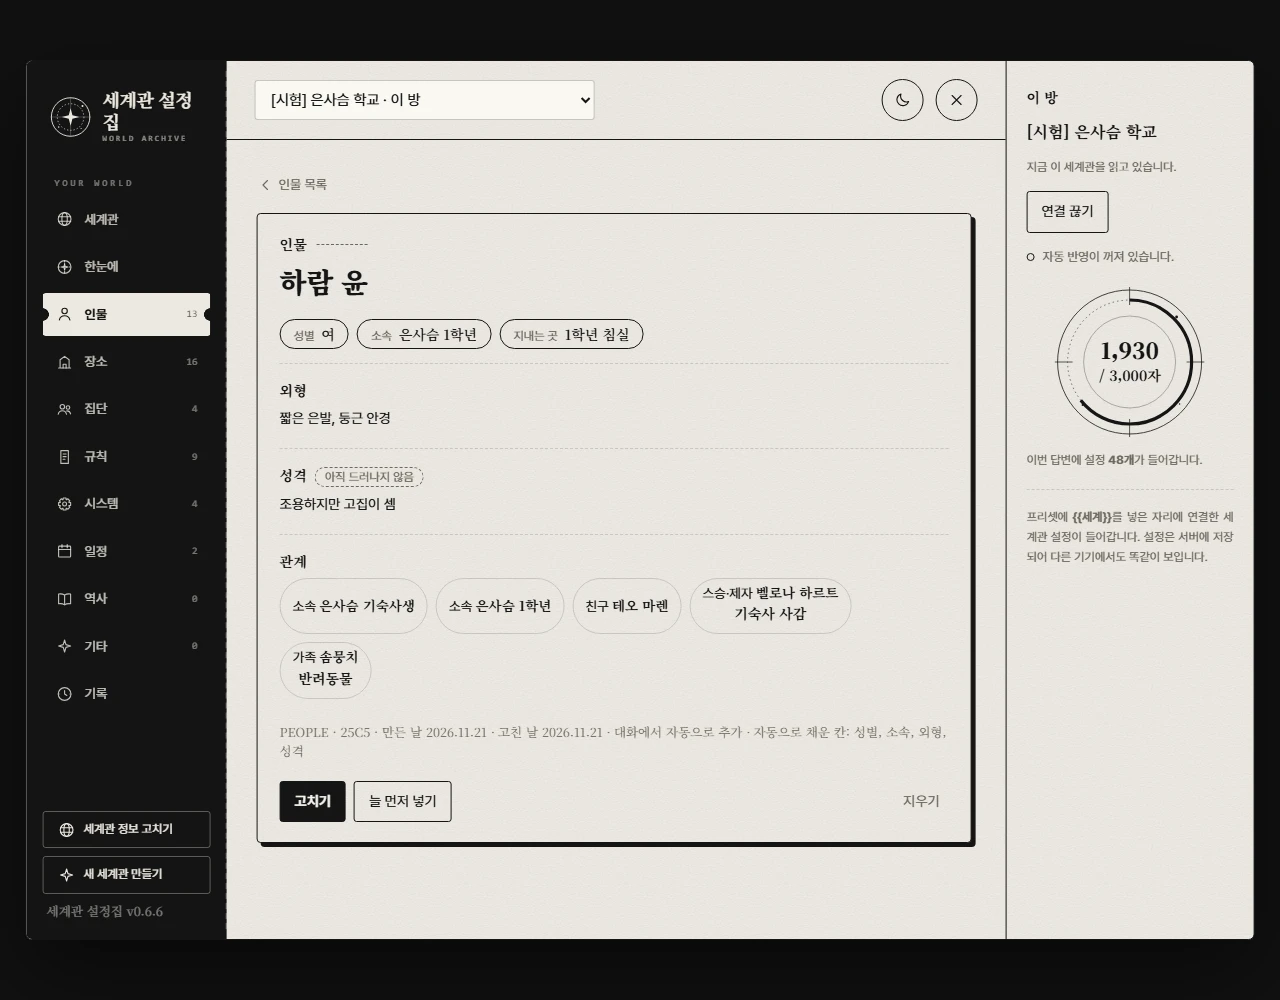 세계관 설정
집
WORLD ARCHIVE
YOUR WORLD
세계관
한눈에
인물 13
장소 16
집단 4
규칙 9
시스템 4
일정 2
역사 0
기타 0
기록
세계관 정보 고치기
새 세계관 만들기
세계관 설정집 v0.6.6
[시험] 은사슴 학교 · 이 방
인물 목록
인물
하람 윤
성별 여
소속 은사슴 1학년
지내는 곳 1학년 침실
외형
짧은 은발, 둥근 안경
성격 아직 드러나지 않음
조용하지만 고집이 셈
관계
소속 은사슴 기숙사생
소속 은사슴 1학년
친구 테오 마렌
스승·제자 벨로나 하르트
기숙사 사감
가족 솜뭉치
반려동물
PEOPLE · 25C5 · 만든 날 2026.11.21 · 고친 날 2026.11.21 · 대화에서 자동으로 추가 · 자동으로 채운 칸: 성별, 소속, 외형,
성격
고치기
늘 먼저 넣기
지우기
이 방
[시험] 은사슴 학교
지금 이 세계관을 읽고 있습니다.
연결 끊기
자동 반영이 꺼져 있습니다.
1,930
/ 3,000자
이번 답변에 설정 48개가 들어갑니다.
프리셋에 {{세계}}를 넣은 자리에 연결한 세
계관 설정이 들어갑니다. 설정은 서버에 저장
되어 다른 기기에서도 똑같이 보입니다.